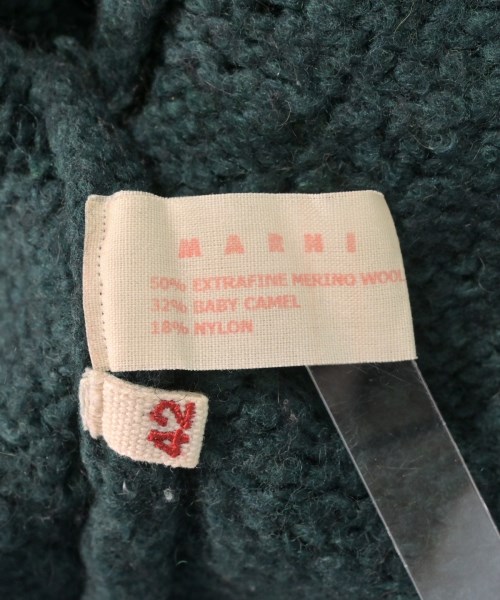 MARNI
50% EXTRAFINE MERINO WOOL
32% BABY CAMEL
18% NYLON
42